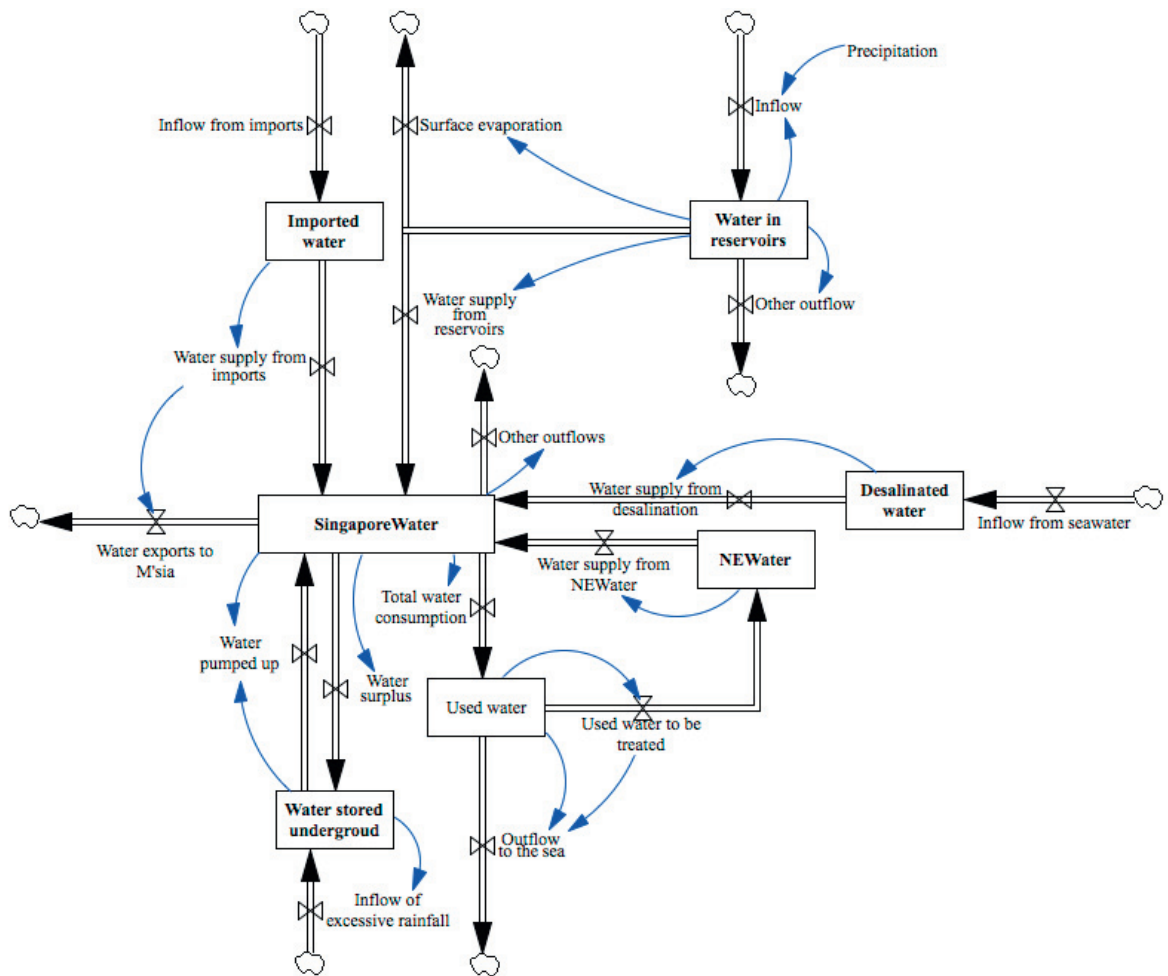 Precipitation
Inflow
Inflow from imports
Surface evaporation
Imported
water
Water in
reservoirs
Water supply
from
reservoirs
Other outflow
Water supply from
imports
Other outflows
Water supply from
desalination
Desalinated
water
Inflow from seawater
SingaporeWater
Water exports to
M'sia
Water supply from
NEWater
NEWater
Total water
consumption
Water
pumped up
Water
surplus
Used water
Used water to be
treated
Water stored
undergroud
Outflow
to the sea
Inflow of
excessive rainfall